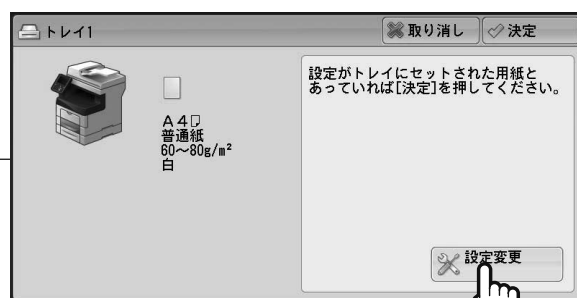 トレイ1
取り消し
決定
設定がトレイにセットされた用紙と
あっていれば[決定]を押してください。
A4
普通紙
60～80g/m²
白
設定変更